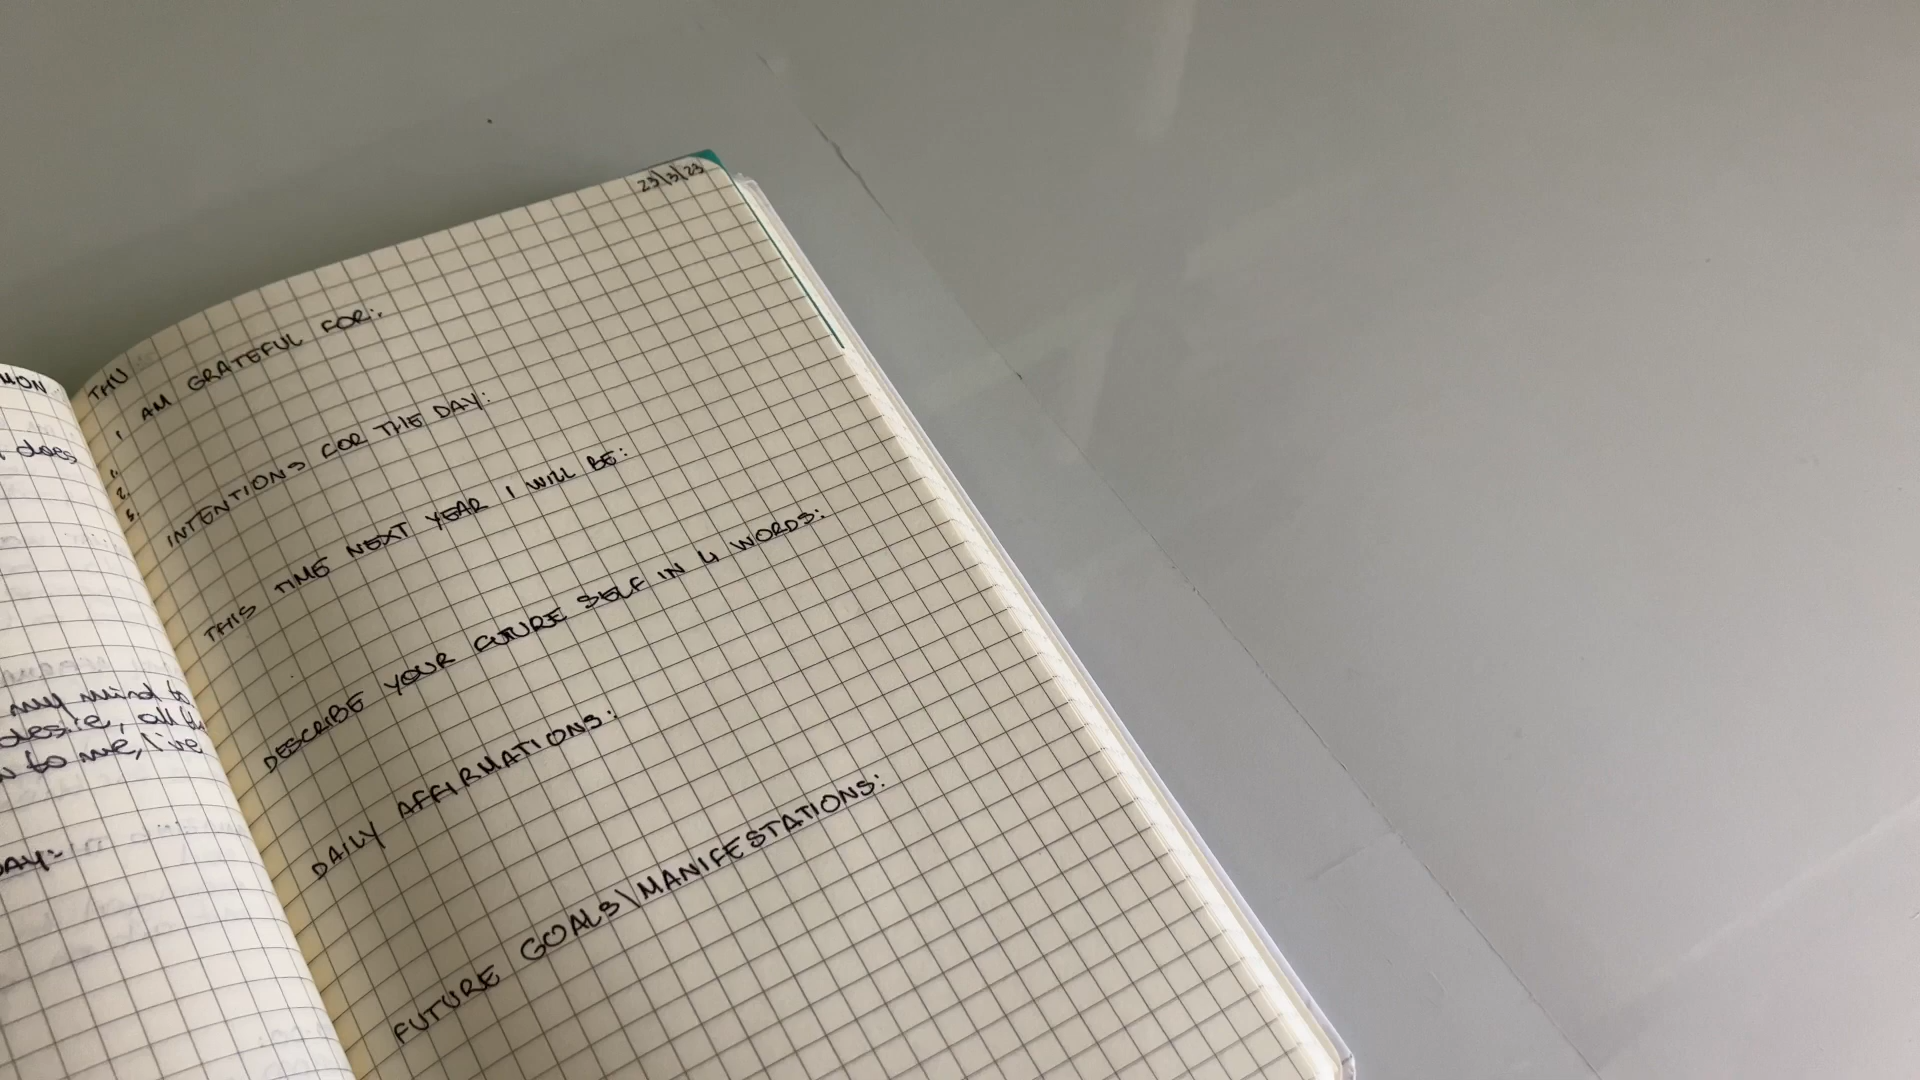 MON
does
my mind to
desire, all th
to me, I've
DAY:
23\3\23
THU
I AM GRATEFUL FOR:
1.
2.
3.
INTENTIONS FOR THE DAY:
THIS TIME NEXT YEAR I WILL BE:
DESCRIBE YOUR FUTURE SELF IN 4 WORDS:
DAILY AFFIRMATIONS:
FUTURE GOALS\MANIFESTATIONS: